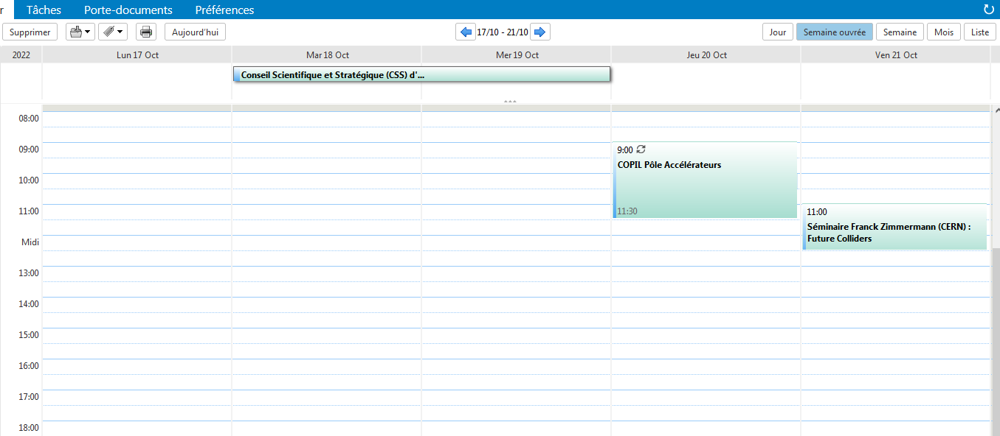 r Tâches Porte-documents Préférences
Supprimer Aujourd'hui 17/10 - 21/10 Jour Semaine ouvrée Semaine Mois Liste
2022 Lun 17 Oct Mar 18 Oct Mer 19 Oct Jeu 20 Oct Ven 21 Oct
Conseil Scientifique et Stratégique (CSS) d'...
08:00
09:00
9:00
COPIL Pôle Accélérateurs
10:00
11:00
11:30
11:00
Séminaire Franck Zimmermann (CERN) :
Future Colliders
Midi
13:00
14:00
15:00
16:00
17:00
18:00